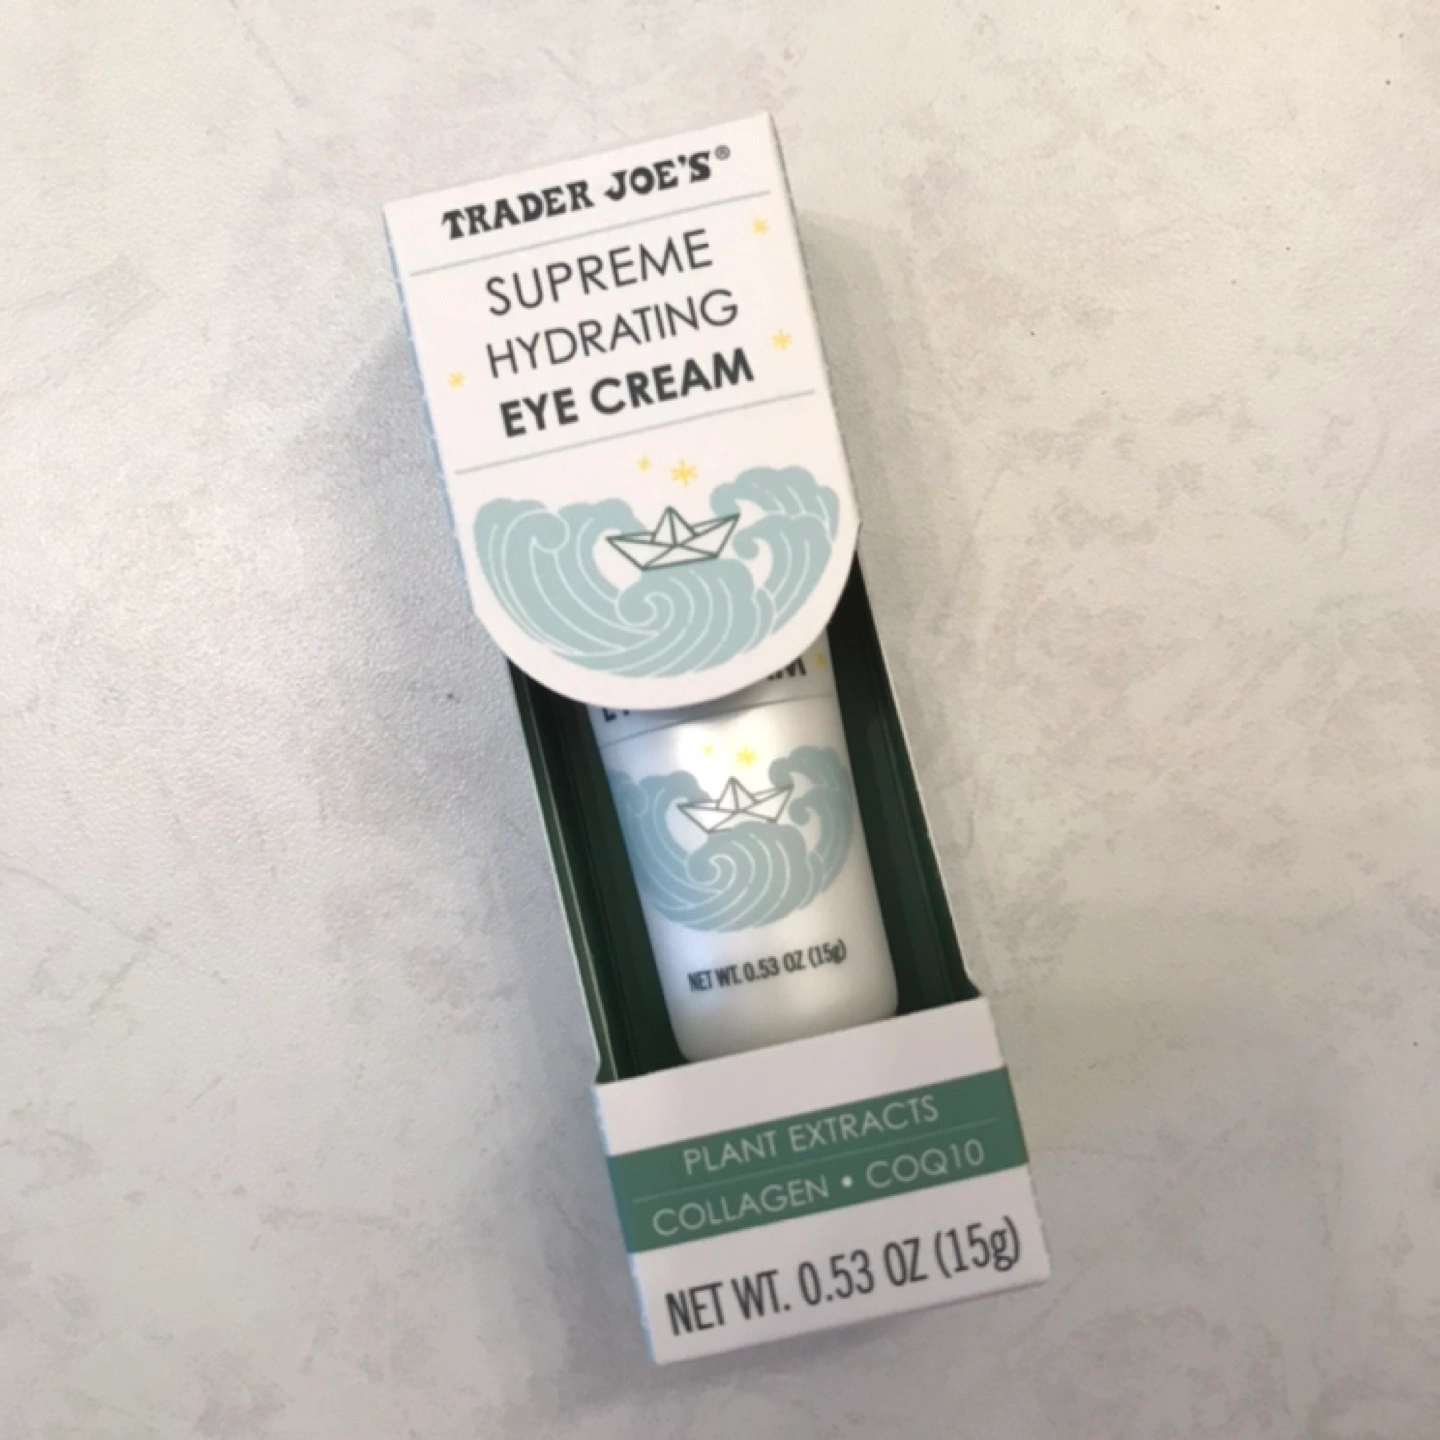 TRADER JOE'S®
SUPREME
HYDRATING
EYE CREAM
NET WT. 0.53 OZ (15g)
PLANT EXTRACTS
COLLAGEN • COQ10
NET WT. 0.53 OZ (15g)